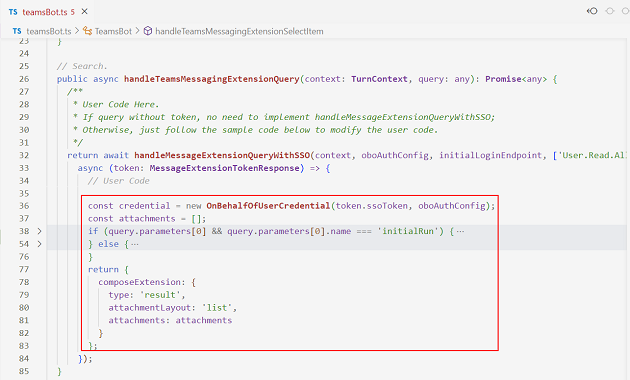 TS teamsBot.ts 5 ×
TS teamsBot.ts > TeamsBot > handleTeamsMessagingExtensionSelectItem
23 }
24
25 // Search.
26 public async handleTeamsMessagingExtensionQuery(context: TurnContext, query: any): Promise<any> {
27 /**
28 * User Code Here.
29 * If query without token, no need to implement handleMessageExtensionQueryWithSSO;
30 * Otherwise, just follow the sample code below to modify the user code.
31 */
32 return await handleMessageExtensionQueryWithSSO(context, oboAuthConfig, initialLoginEndpoint, ['User.Read.Al
33 async (token: MessageExtensionTokenResponse) => {
34 // User Code
35
36 const credential = new OnBehalfOfUserCredential(token.ssoToken, oboAuthConfig);
37 const attachments = [];
38 > if (query.parameters[0] && query.parameters[0].name === 'initialRun') { ···
54 > } else { ···
76 }
77 return {
78 composeExtension: {
79 type: 'result',
80 attachmentLayout: 'list',
81 attachments: attachments
82 }
83 };
84 });
85 }